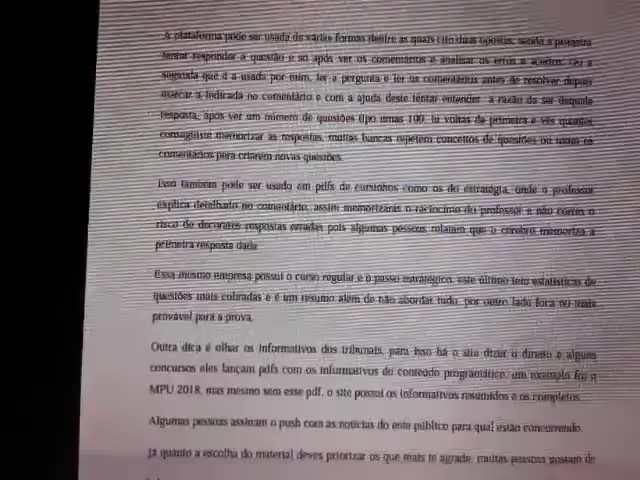 A plataforma pode ser usada de várias formas dentre as quais cito duas opostas, sendo a primeira
tentar responder a questão e só após ver os comentários e analisar os erros e acertos. Ou a
segunda que é a usada por mim, ler a pergunta e ler os comentários antes de resolver depois
marcar a indicada no comentário e com a ajuda deste tentar entender a razão de ser daquela
resposta, após ver um número de questões tipo umas 100, tu voltas da primeira e vês quantas
conseguiste memorizar as respostas, muitas bancas repetem conceitos de questões ou usam os
comentários para criarem novas questões.
Isso também pode ser usado em pdfs de cursinhos como os do estratégia, onde o professor
explica detalhado no comentário, assim memorizarás o raciocínio do professor e não corres o
risco de decorares respostas erradas pois algumas pessoas relatam que o cerebro memoriza a
primeira resposta dada
Essa mesmo empresa possui o curso regular e o passo estratégico, este último tem estatísticas de
questões mais cobradas e é um resumo alem de não abordar tudo, por outro lado foca no mais
provável para a prova.
Outra dica é olhar os informativos dos tribunais, para isso há o site dizer o direito e alguns
concursos eles lançam pdfs com os informativos do conteúdo programático, um exemplo foi o
MPU 2018, mas mesmo sem esse pdf, o site possui os informativos resumidos e os completos.
Algumas pessoas assinam o push com as notícias do ente público para qual estão concorrendo.
Já quanto a escolha do material deves priorizar os que mais te agrade, muitas pessoas gostam de